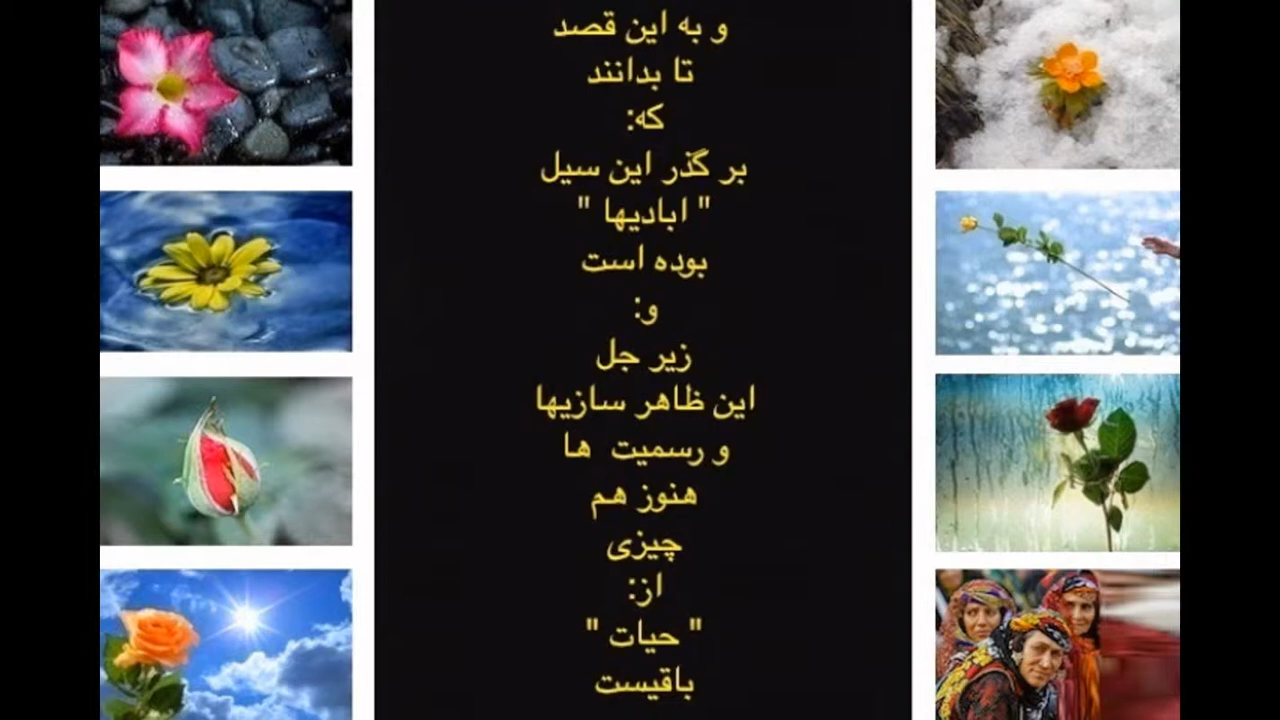 و به این قصد
تا بدانند
که:
بر گذر این سیل
" ابادیها "
بوده است
و:
زیر جل
این ظاهر سازیها
و رسمیت ها
هنوز هم
چیزی
از:
" حیات "
باقیست